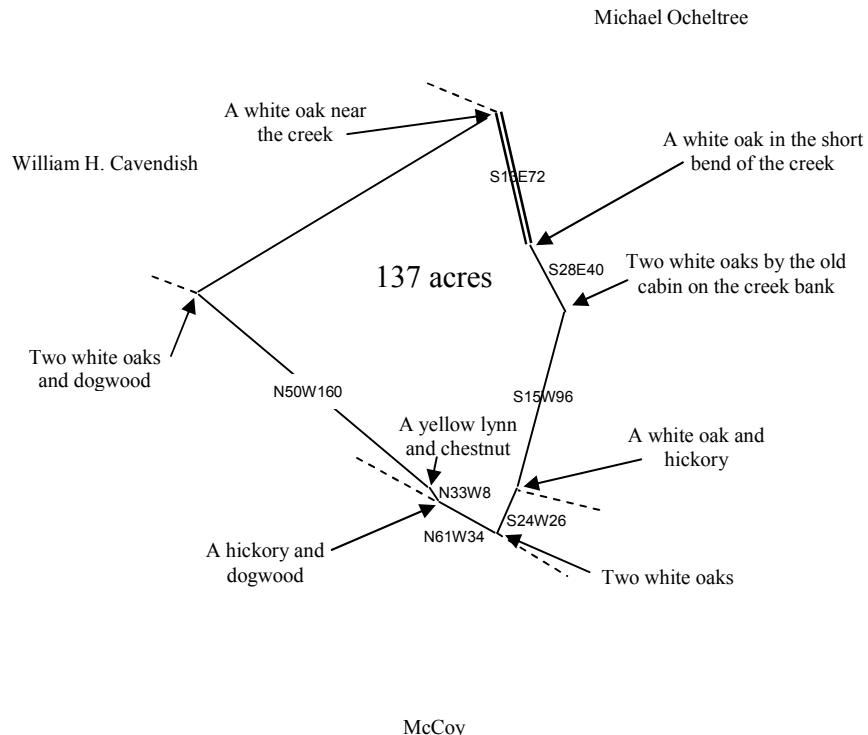 Michael Ocheltree
A white oak near
the creek
William H. Cavendish
A white oak in the short
bend of the creek
S13E72
137 acres
S28E40
Two white oaks by the old
cabin on the creek bank
Two white oaks
and dogwood
N50W160
S15W96
A yellow lynn
and chestnut
A white oak and
hickory
N33W8
S24W26
N61W34
A hickory and
dogwood
Two white oaks
McCoy